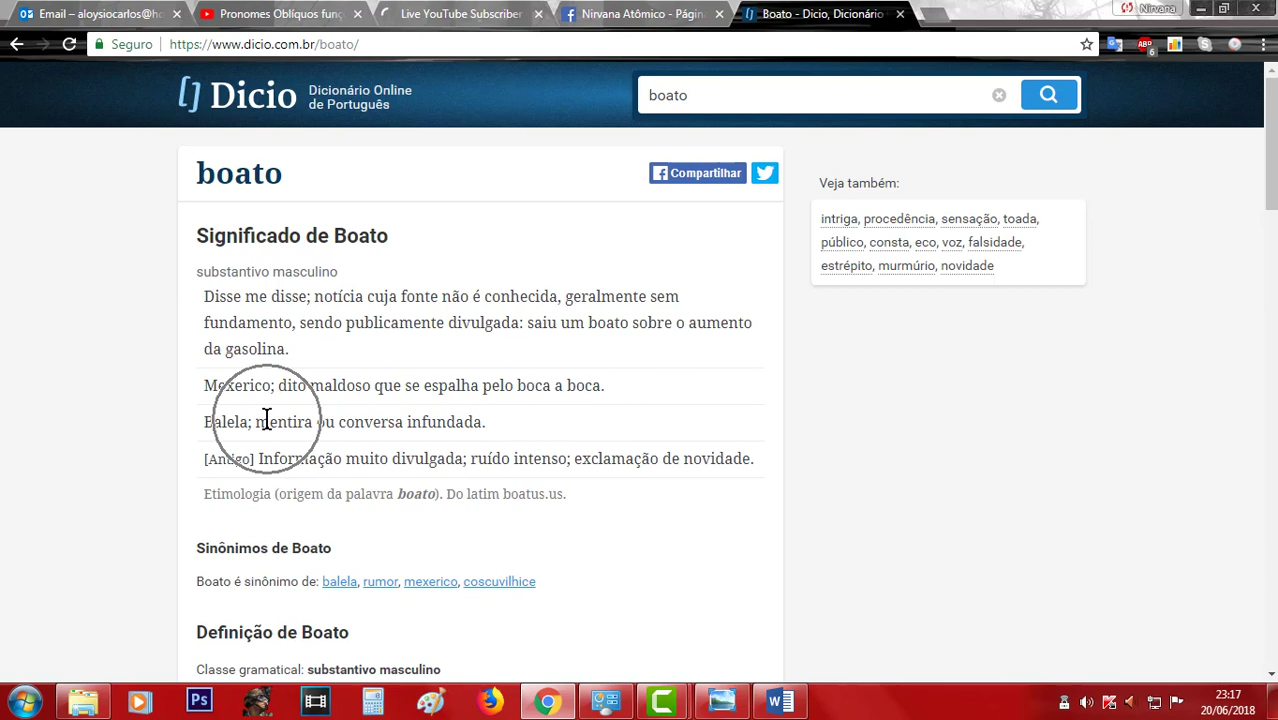 Email – aloysiocarlos@h
Pronomes Oblíquos funç
Live YouTube Subscriber
Nirvana Atômico - Págin
Boato - Dicio, Dicionário
Nirvana
Seguro
https://www.dicio.com.br/boato/
6
Dicio
Dicionário Online
de Português
boato
boato
Compartilhar
Veja também:
intriga, procedência, sensação, toada,
público, consta, eco, voz, falsidade,
estrépito, murmúrio, novidade
Significado de Boato
substantivo masculino
Disse me disse; notícia cuja fonte não é conhecida, geralmente sem
fundamento, sendo publicamente divulgada: saiu um boato sobre o aumento
da gasolina.
Mexerico; dito maldoso que se espalha pelo boca a boca.
Balela; mentira ou conversa infundada.
[Antigo] Informação muito divulgada; ruído intenso; exclamação de novidade.
Etimologia (origem da palavra boato). Do latim boatus.us.
Sinônimos de Boato
Boato é sinônimo de: balela, rumor, mexerico, coscuvilhice
Definição de Boato
Classe gramatical: substantivo masculino
Ps
23:17
20/06/2018